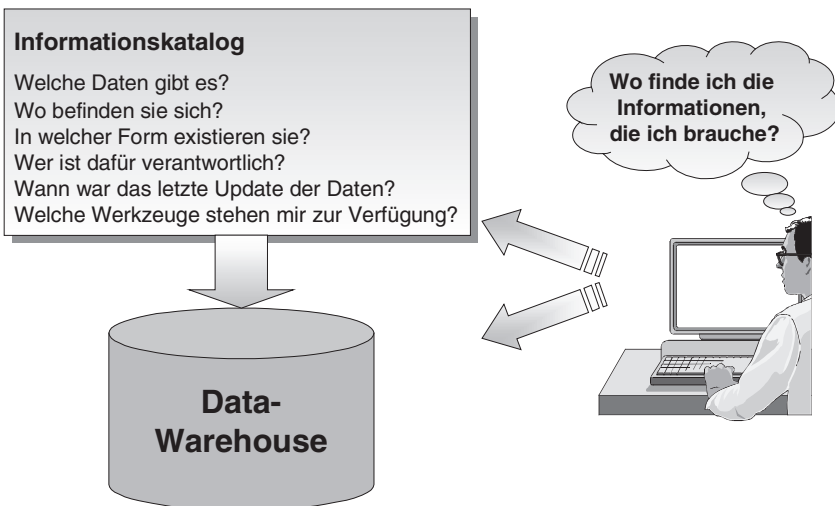 Informationskatalog
Welche Daten gibt es?
Wo befinden sie sich?
In welcher Form existieren sie?
Wer ist dafür verantwortlich?
Wann war das letzte Update der Daten?
Welche Werkzeuge stehen mir zur Verfügung?
Wo finde ich die
Informationen,
die ich brauche?
Data-
Warehouse